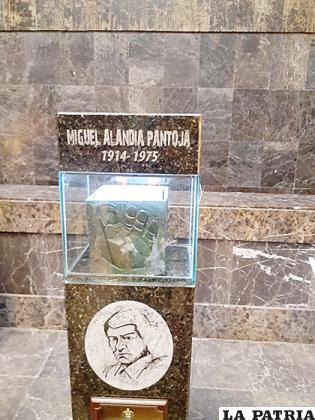 MIGUEL ALANDIA PANTOJA
1914- 1975
LA PATRIA